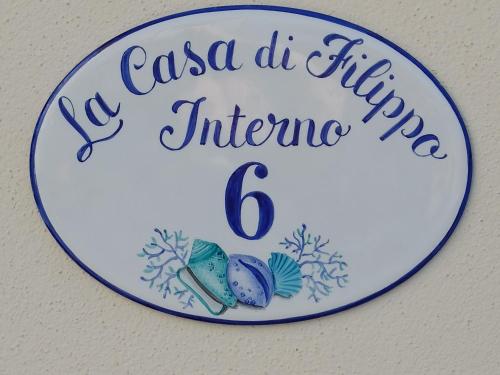 La Casa di Filippo
Interno
6